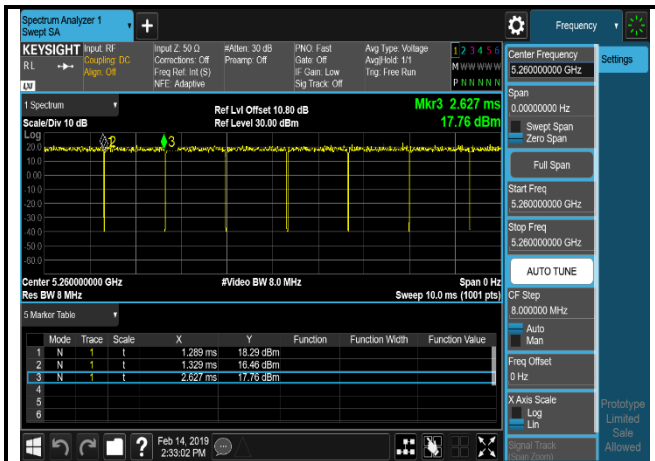 Spectrum Analyzer 1
Swept SA
Frequency
KEYSIGHT
RL
Input: RF
Coupling: DC
Align: Off
Input Z: 50 Ω
Corrections: Off
Freq Ref: Int (S)
NFE: Adaptive
#Atten: 30 dB
Preamp: Off
PNO: Fast
Gate: Off
IF Gain: Low
Sig Track: Off
Avg Type: Voltage
Avg|Hold: 1/1
Trig: Free Run
1 2 3 4 5 6
M W W W W W
P N N N N N
LXI
1 Spectrum
Scale/Div 10 dB
Ref Lvl Offset 10.80 dB
Ref Level 30.00 dBm
Mkr3 2.627 ms
17.76 dBm
Log
20.0
10.0
0.00
-10.0
-20.0
-30.0
-40.0
-50.0
-60.0
2
3
Center 5.260000000 GHz
Res BW 8 MHz
#Video BW 8.0 MHz
Span 0 Hz
Sweep 10.0 ms (1001 pts)
5 Marker Table
Mode Trace Scale X Y Function Function Width Function Value
1 N 1 t 1.289 ms 18.29 dBm
2 N 1 t 1.329 ms 16.46 dBm
3 N 1 t 2.627 ms 17.76 dBm
4
5
6
Feb 14, 2019
2:33:02 PM
Center Frequency
5.260000000 GHz
Span
0.00000000 Hz
Swept Span
Zero Span
Full Span
Start Freq
5.260000000 GHz
Stop Freq
5.260000000 GHz
AUTO TUNE
CF Step
8.000000 MHz
Auto
Man
Freq Offset
0 Hz
X Axis Scale
Log
Lin
Signal Track
(Span Zoom)
Settings
Prototype
Limited
Sale
Allowed